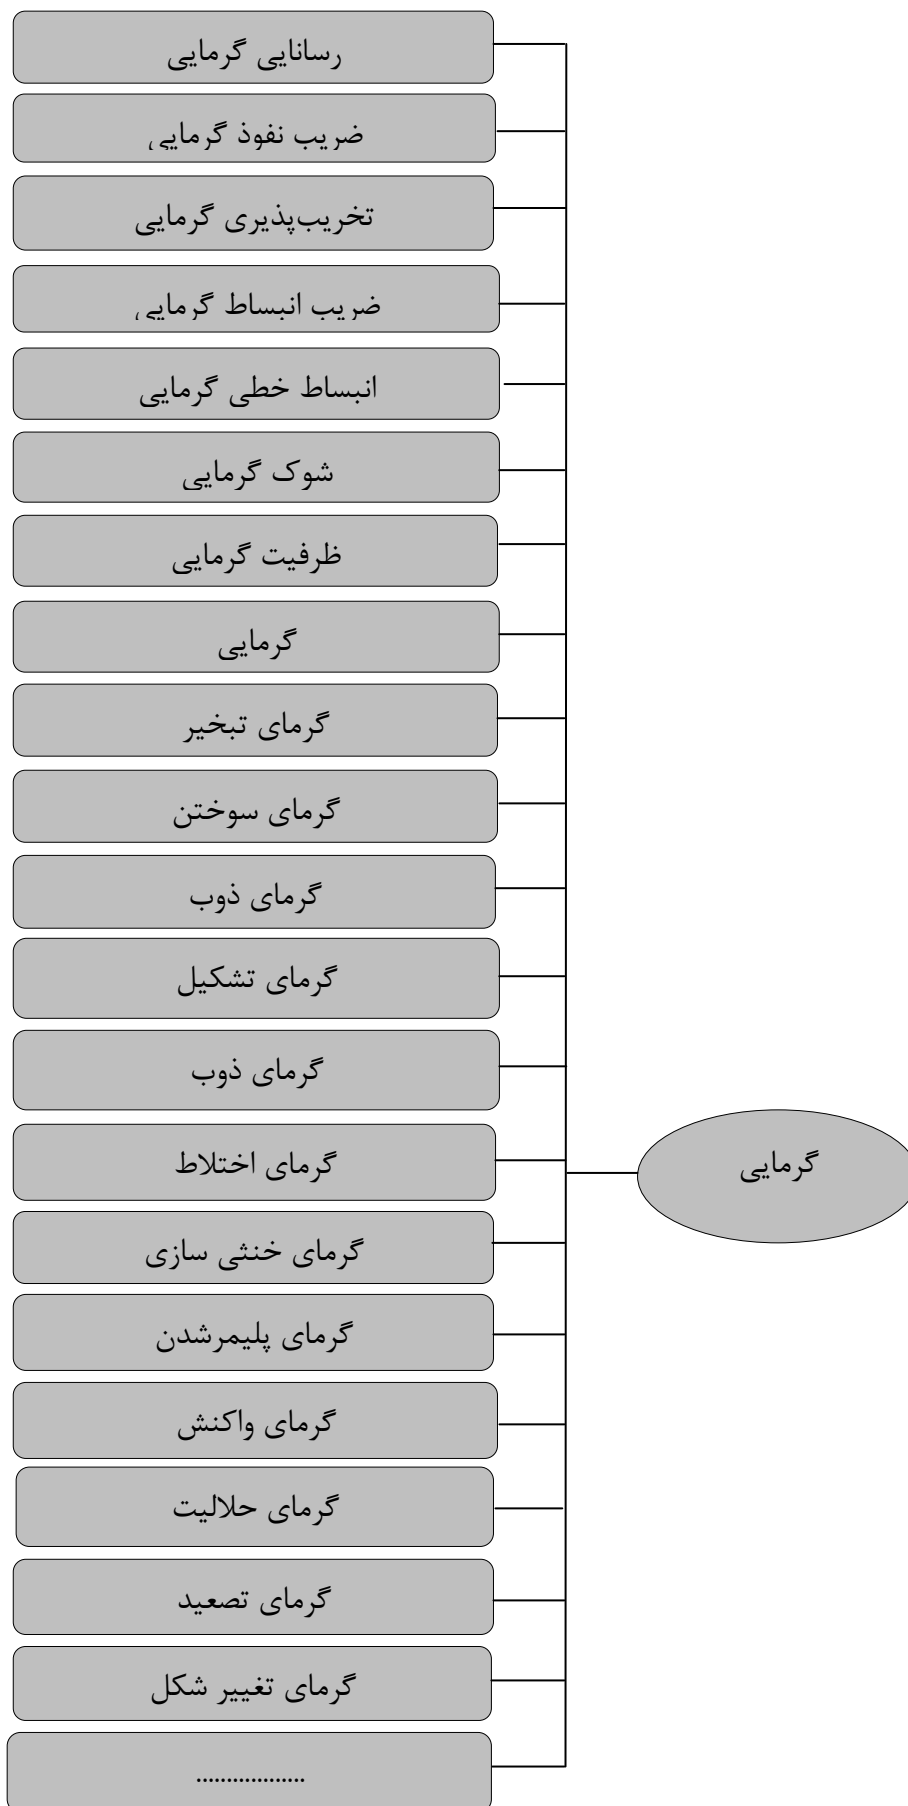 رسانایی گرمایی
ضریب نفوذ گرمایی
تخریب‌پذیری گرمایی
ضریب انبساط گرمایی
انبساط خطی گرمایی
شوک گرمایی
ظرفیت گرمایی
گرمایی
گرمای تبخیر
گرمای سوختن
گرمای ذوب
گرمای تشکیل
گرمای ذوب
گرمای اختلاط
گرمایی
گرمای خنثی سازی
گرمای پلیمرشدن
گرمای واکنش
گرمای حلالیت
گرمای تصعید
گرمای تغییر شکل
..................